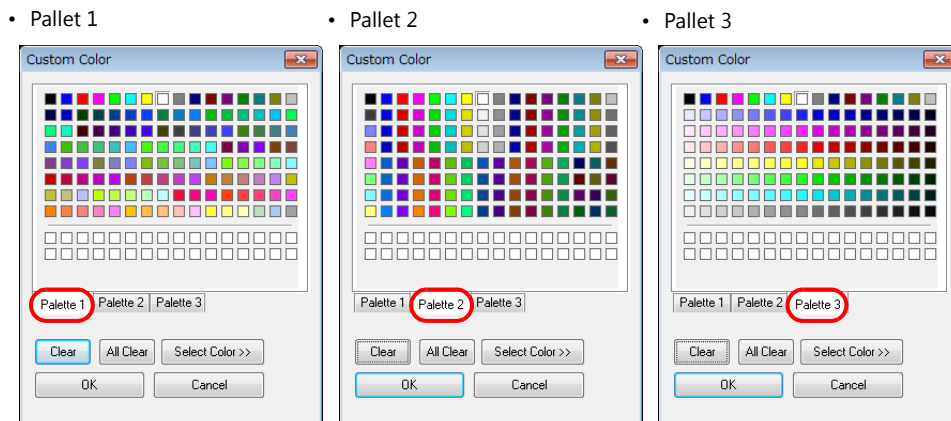 • Pallet 1
• Pallet 2
• Pallet 3
Custom Color
Custom Color
Custom Color
Palette 1 Palette 2 Palette 3
Palette 1 Palette 2 Palette 3
Palette 1 Palette 2 Palette 3
Clear All Clear Select Color >>
Clear All Clear Select Color >>
Clear All Clear Select Color >>
OK Cancel
OK Cancel
OK Cancel